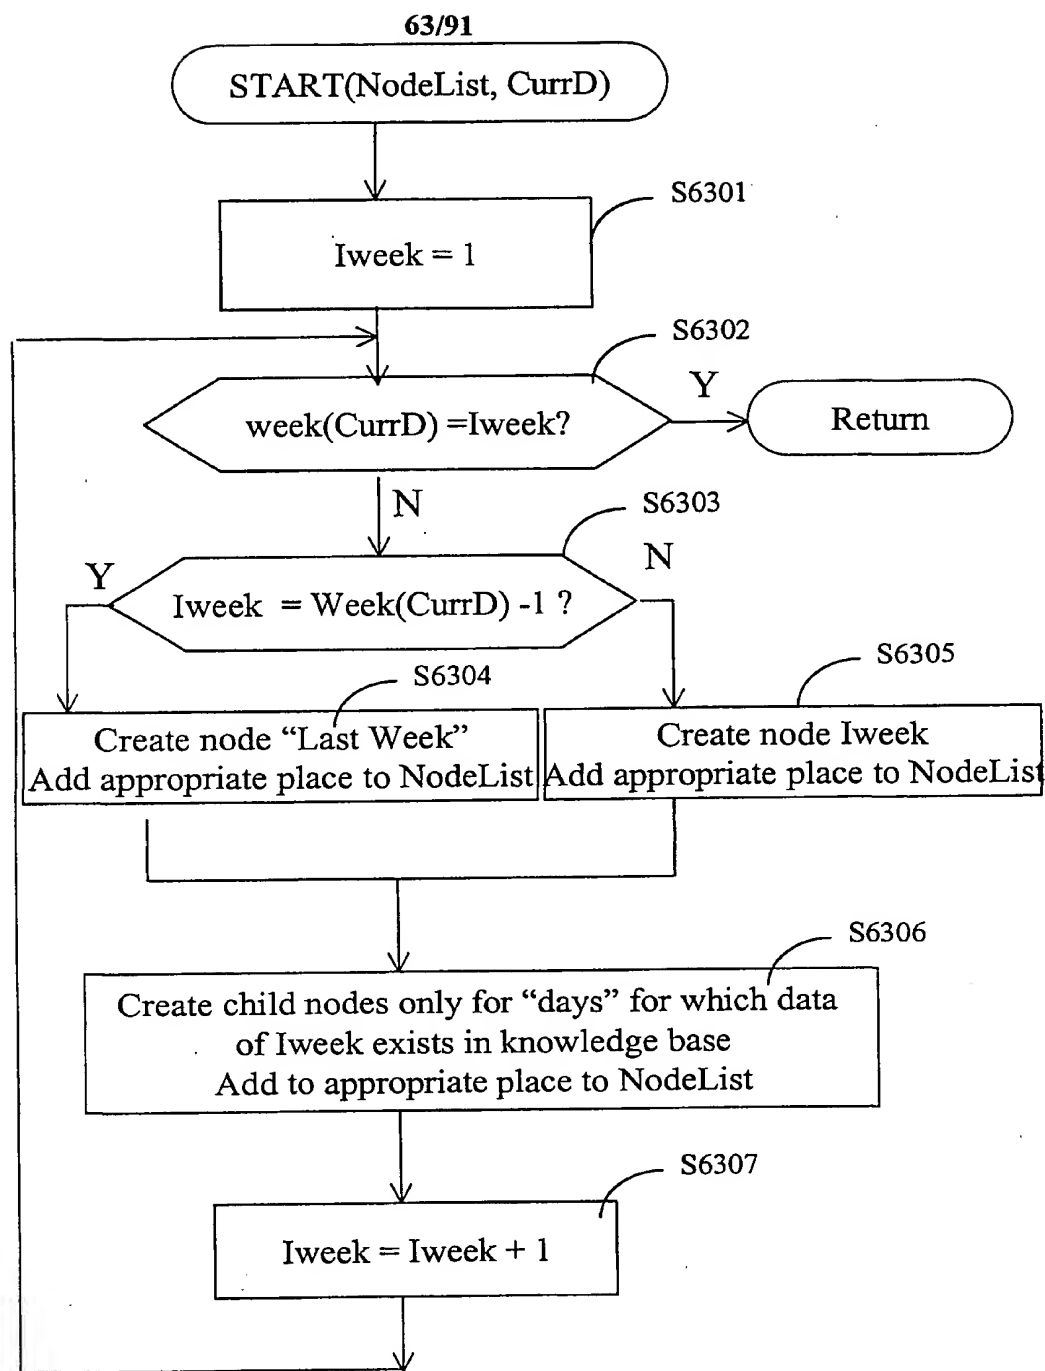 63/91
START(NodeList, CurrD)
S6301
Iweek = 1
S6302
week(CurrD) =Iweek?
Y
Return
N
S6303
Y
Iweek = Week(CurrD) -1 ?
N
S6304
S6305
Create node “Last Week”
Add appropriate place to NodeList
Create node Iweek
Add appropriate place to NodeList
S6306
Create child nodes only for “days” for which data
of Iweek exists in knowledge base
Add to appropriate place to NodeList
S6307
Iweek = Iweek + 1